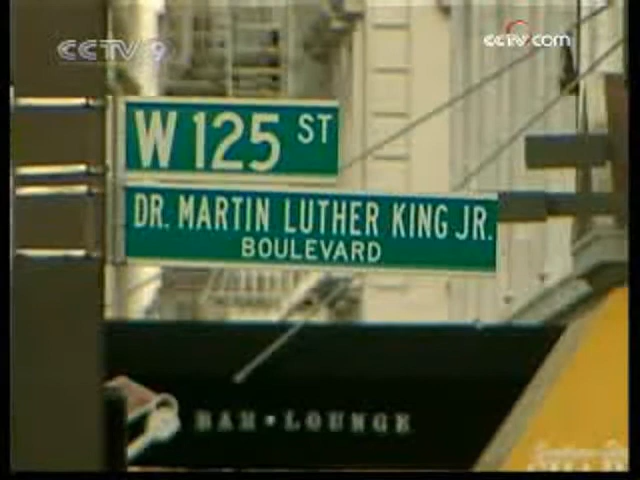 CCTV 9
CCTV.COM
W 125 ST
DR. MARTIN LUTHER KING JR.
BOULEVARD
BAR • LOUNGE